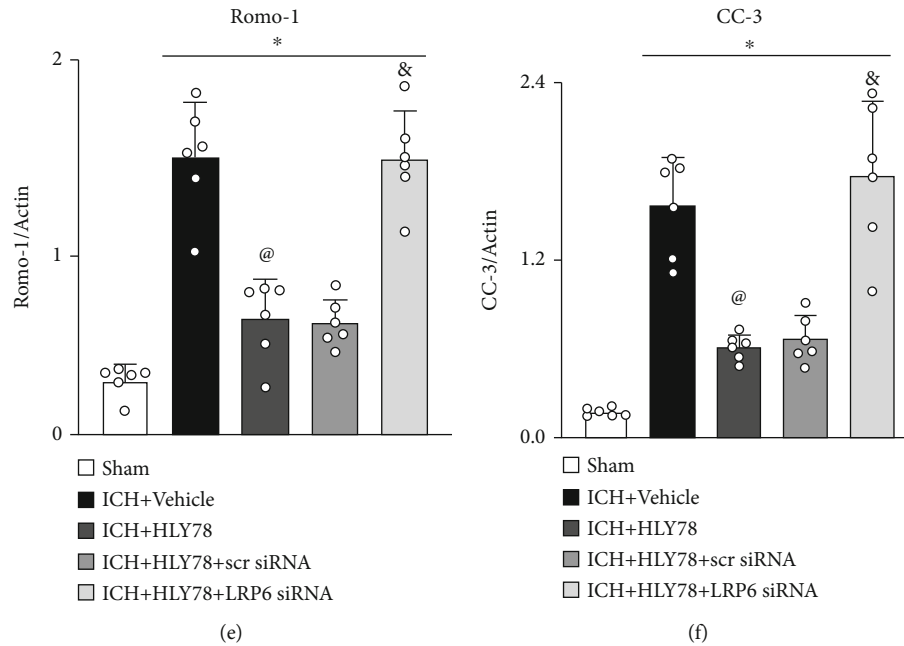 Romo-1
*
&
@
2
1
0
Romo-1/Actin
Sham
ICH+Vehicle
ICH+HLY78
ICH+HLY78+scr siRNA
ICH+HLY78+LRP6 siRNA
(e)
CC-3
*
&
@
2.4
1.2
0.0
CC-3/Actin
Sham
ICH+Vehicle
ICH+HLY78
ICH+HLY78+scr siRNA
ICH+HLY78+LRP6 siRNA
(f)